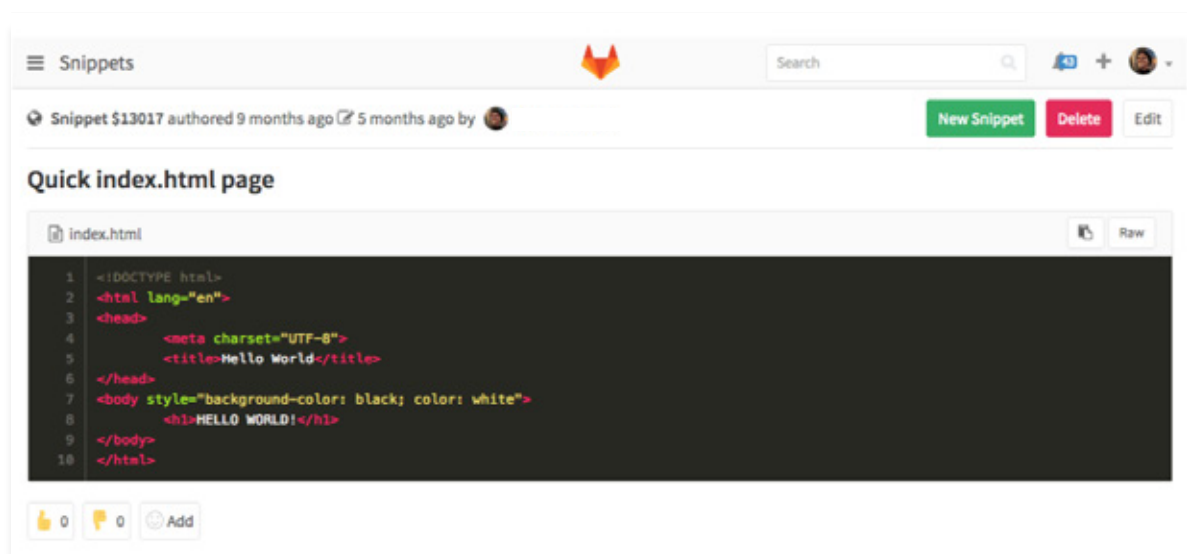 Snippets
Search
43
Snippet $13017 authored 9 months ago 5 months ago by
New Snippet Delete Edit
Quick index.html page
index.html
Raw
1 <!DOCTYPE html>
2 <html lang="en">
3 <head>
4 <meta charset="UTF-8">
5 <title>Hello World</title>
6 </head>
7 <body style="background-color: black; color: white">
8 <h1>HELLO WORLD!</h1>
9 </body>
10 </html>
0 0 Add